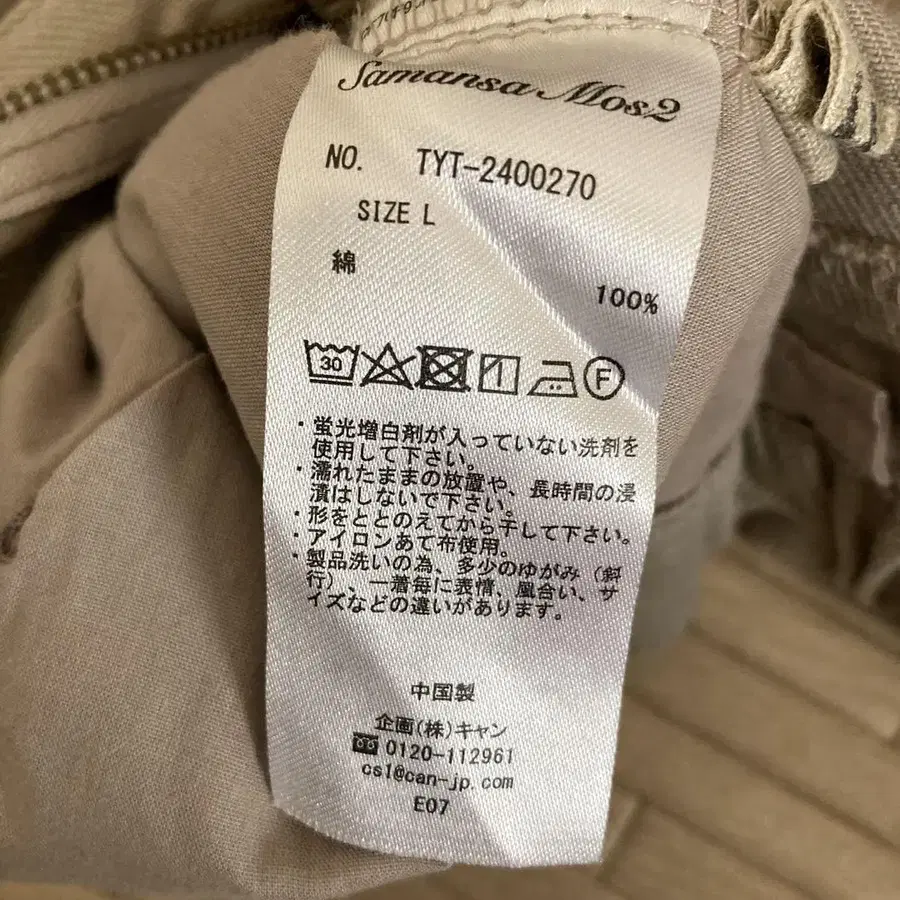 Samansa Mos2
NO. TYT-2400270
SIZE L
綿 100%
30 F
・蛍光増白剤が入っていない洗剤を
使用して下さい。
・濡れたままの放置や、長時間の浸
漬はしないで下さい。
・形をととのえてから干して下さい。
・アイロンあて布使用。
・製品洗いの為、多少のゆがみ(斜
行)、一着毎に表情、風合い、サ
イズなどの違いがあります。
中国製
企画(株)キャン
0120-112961
cs1@can-jp.com
E07